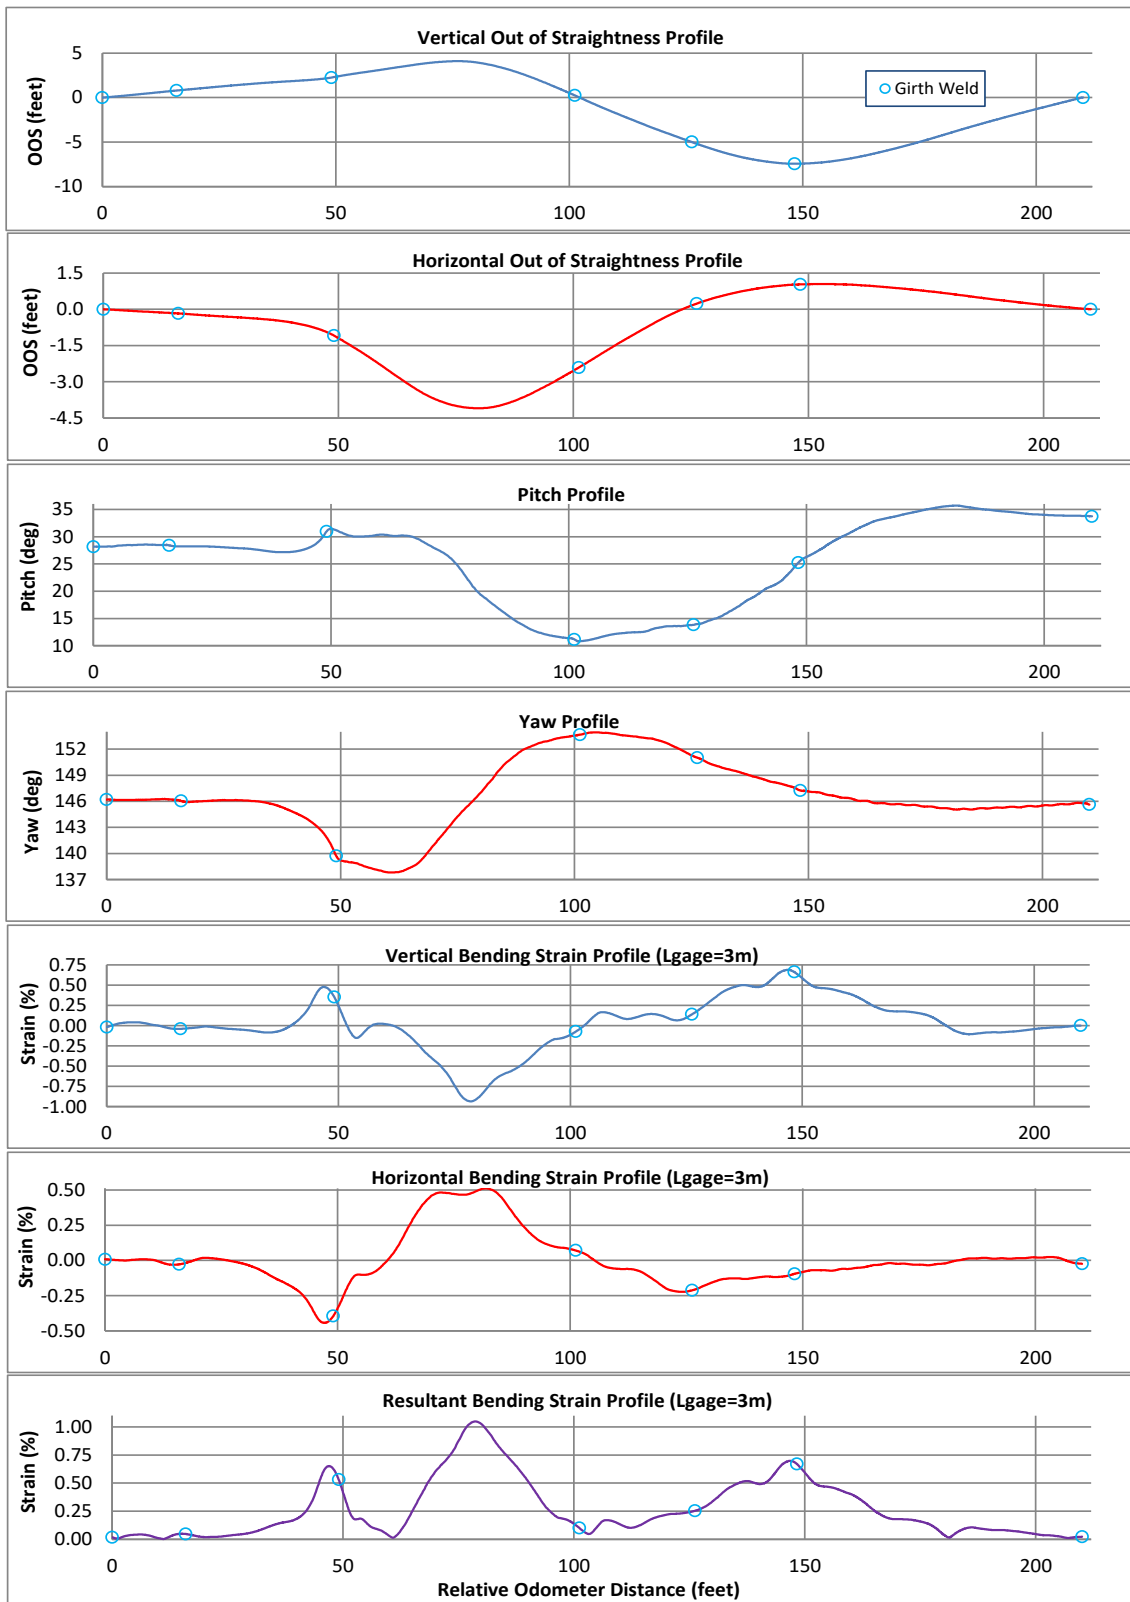 Vertical Out of Straightness Profile
OOS (feet)
5
0
-5
-10
Girth Weld
0 50 100 150 200
Horizontal Out of Straightness Profile
OOS (feet)
1.5
0.0
-1.5
-3.0
-4.5
0 50 100 150 200
Pitch Profile
Pitch (deg)
35
30
25
20
15
10
0 50 100 150 200
Yaw Profile
Yaw (deg)
152
149
146
143
140
137
0 50 100 150 200
Vertical Bending Strain Profile (Lgage=3m)
Strain (%)
0.75
0.50
0.25
0.00
-0.25
-0.50
-0.75
-1.00
0 50 100 150 200
Horizontal Bending Strain Profile (Lgage=3m)
Strain (%)
0.50
0.25
0.00
-0.25
-0.50
0 50 100 150 200
Resultant Bending Strain Profile (Lgage=3m)
Strain (%)
1.00
0.75
0.50
0.25
0.00
0 50 100 150 200
Relative Odometer Distance (feet)